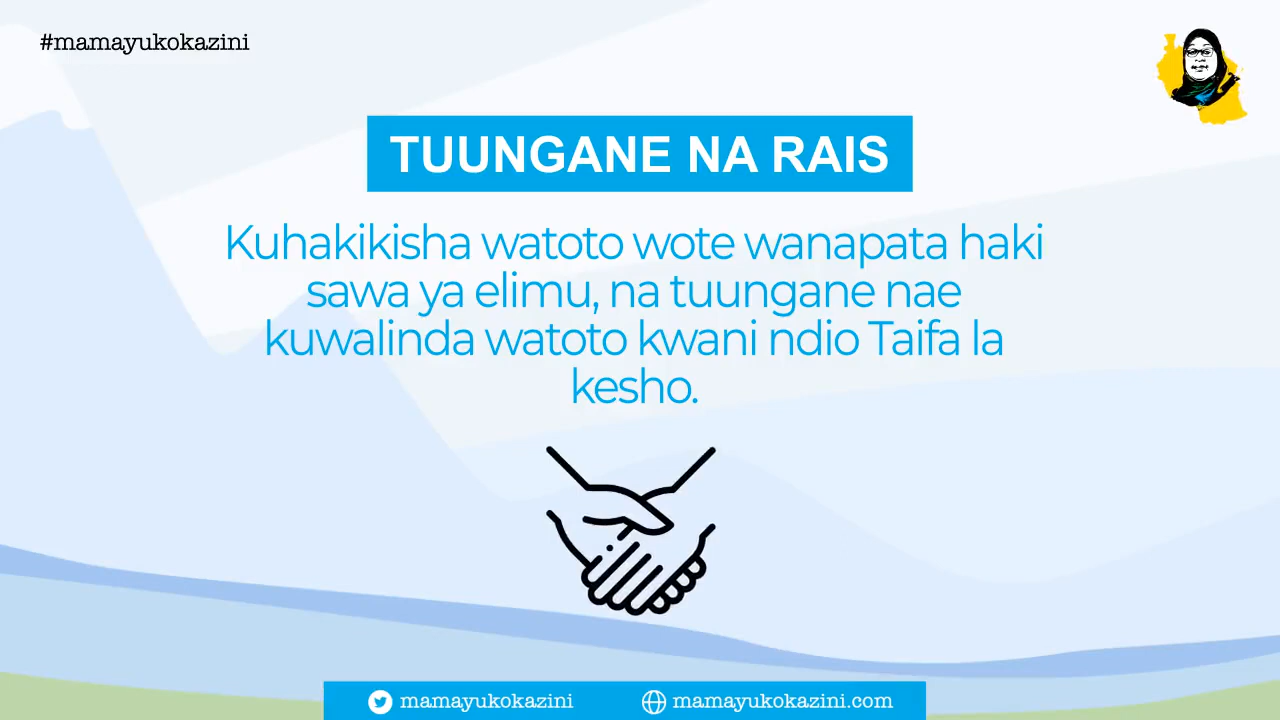 #mamayukokazini
TUUNGANE NA RAIS
Kuhakikisha watoto wote wanapata haki
sawa ya elimu, na tuungane nae
kuwalinda watoto kwani ndio Taifa la
kesho.
mamayukokazini
mamayukokazini.com